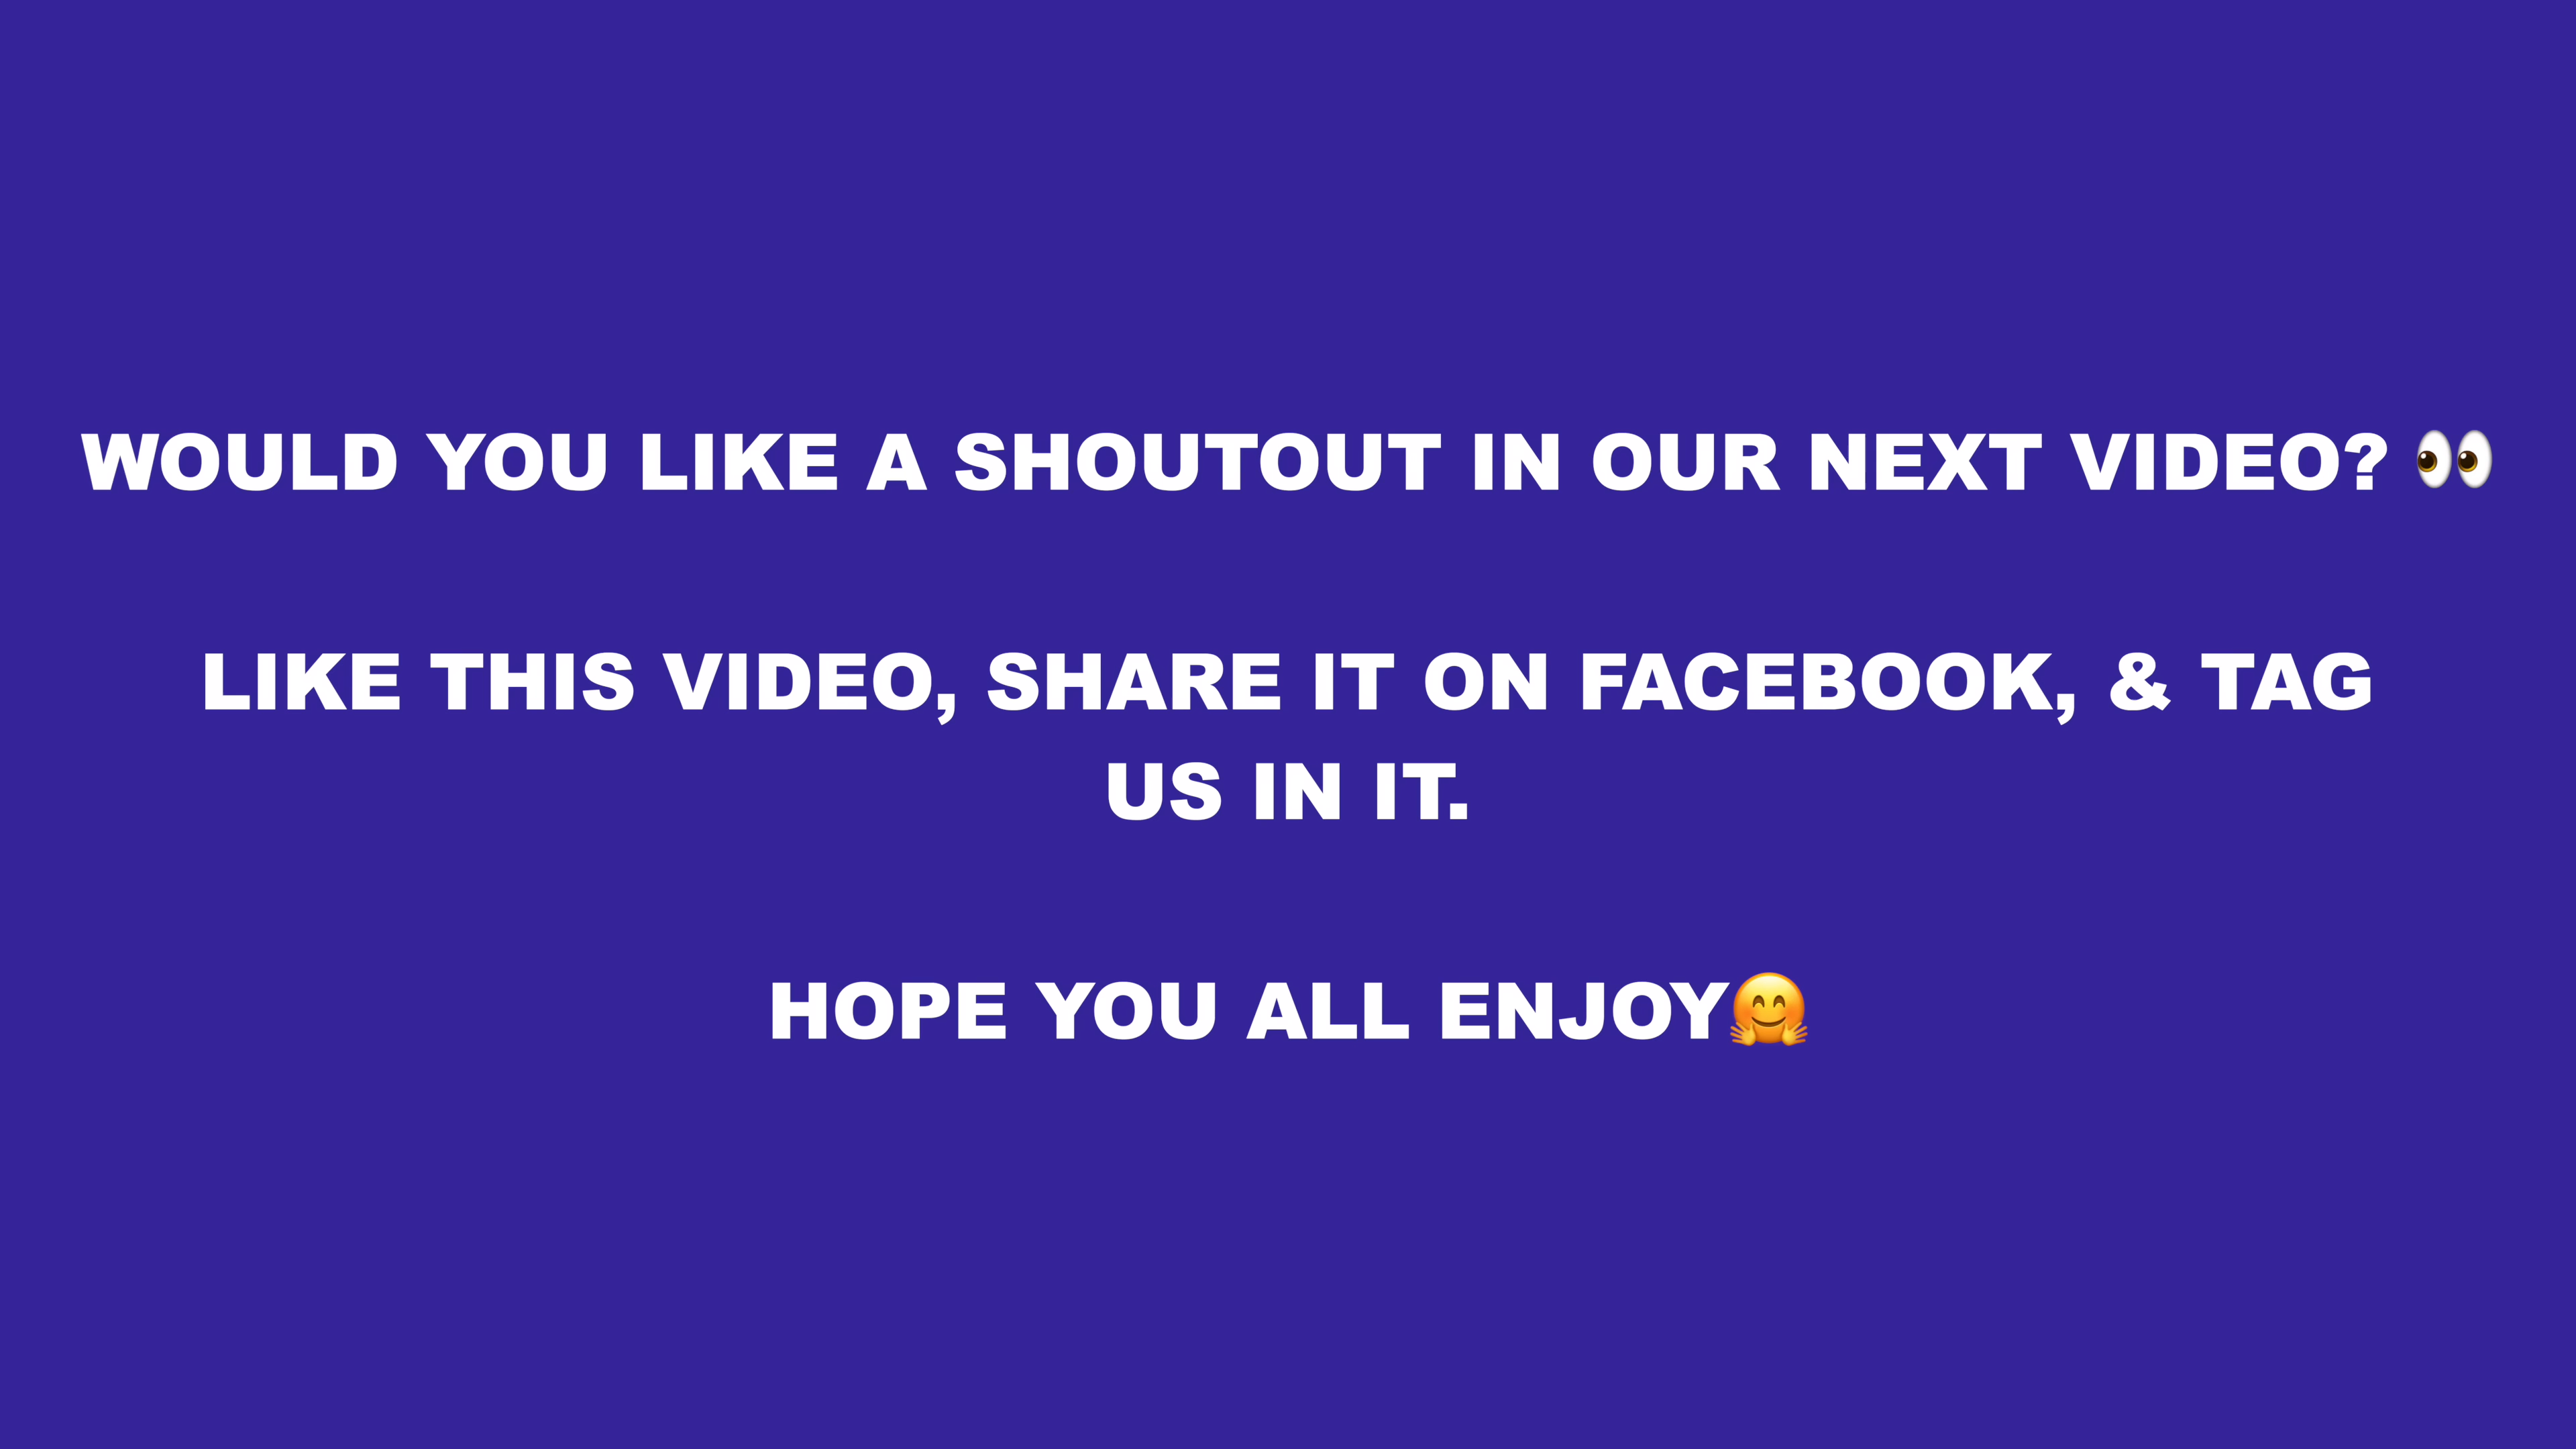 WOULD YOU LIKE A SHOUTOUT IN OUR NEXT VIDEO? 👀
LIKE THIS VIDEO, SHARE IT ON FACEBOOK, & TAG
US IN IT.
HOPE YOU ALL ENJOY🤗